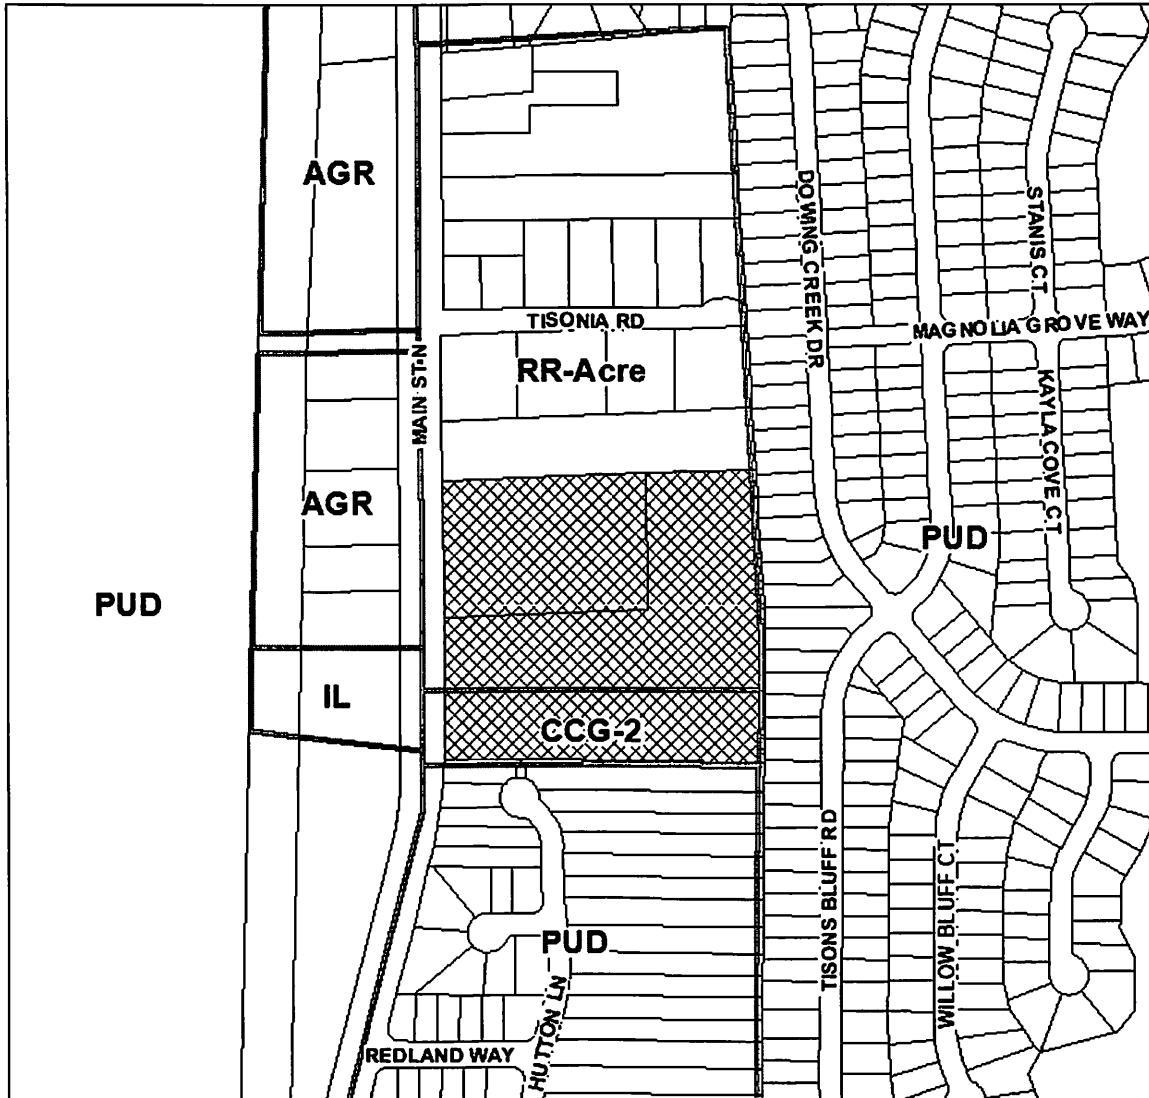 AGR
DOWING CREEK DR
STANIS CT
TISONIA RD
MAGNOLIA GROVE WAY
MAIN ST N
RR-Acre
KAYLA COVE CT
AGR
PUD
PUD
IL
CCG-2
TISONS BLUFF RD
WILLOW BLUFF CT
PUD
HUTTON LN
REDLAND WAY